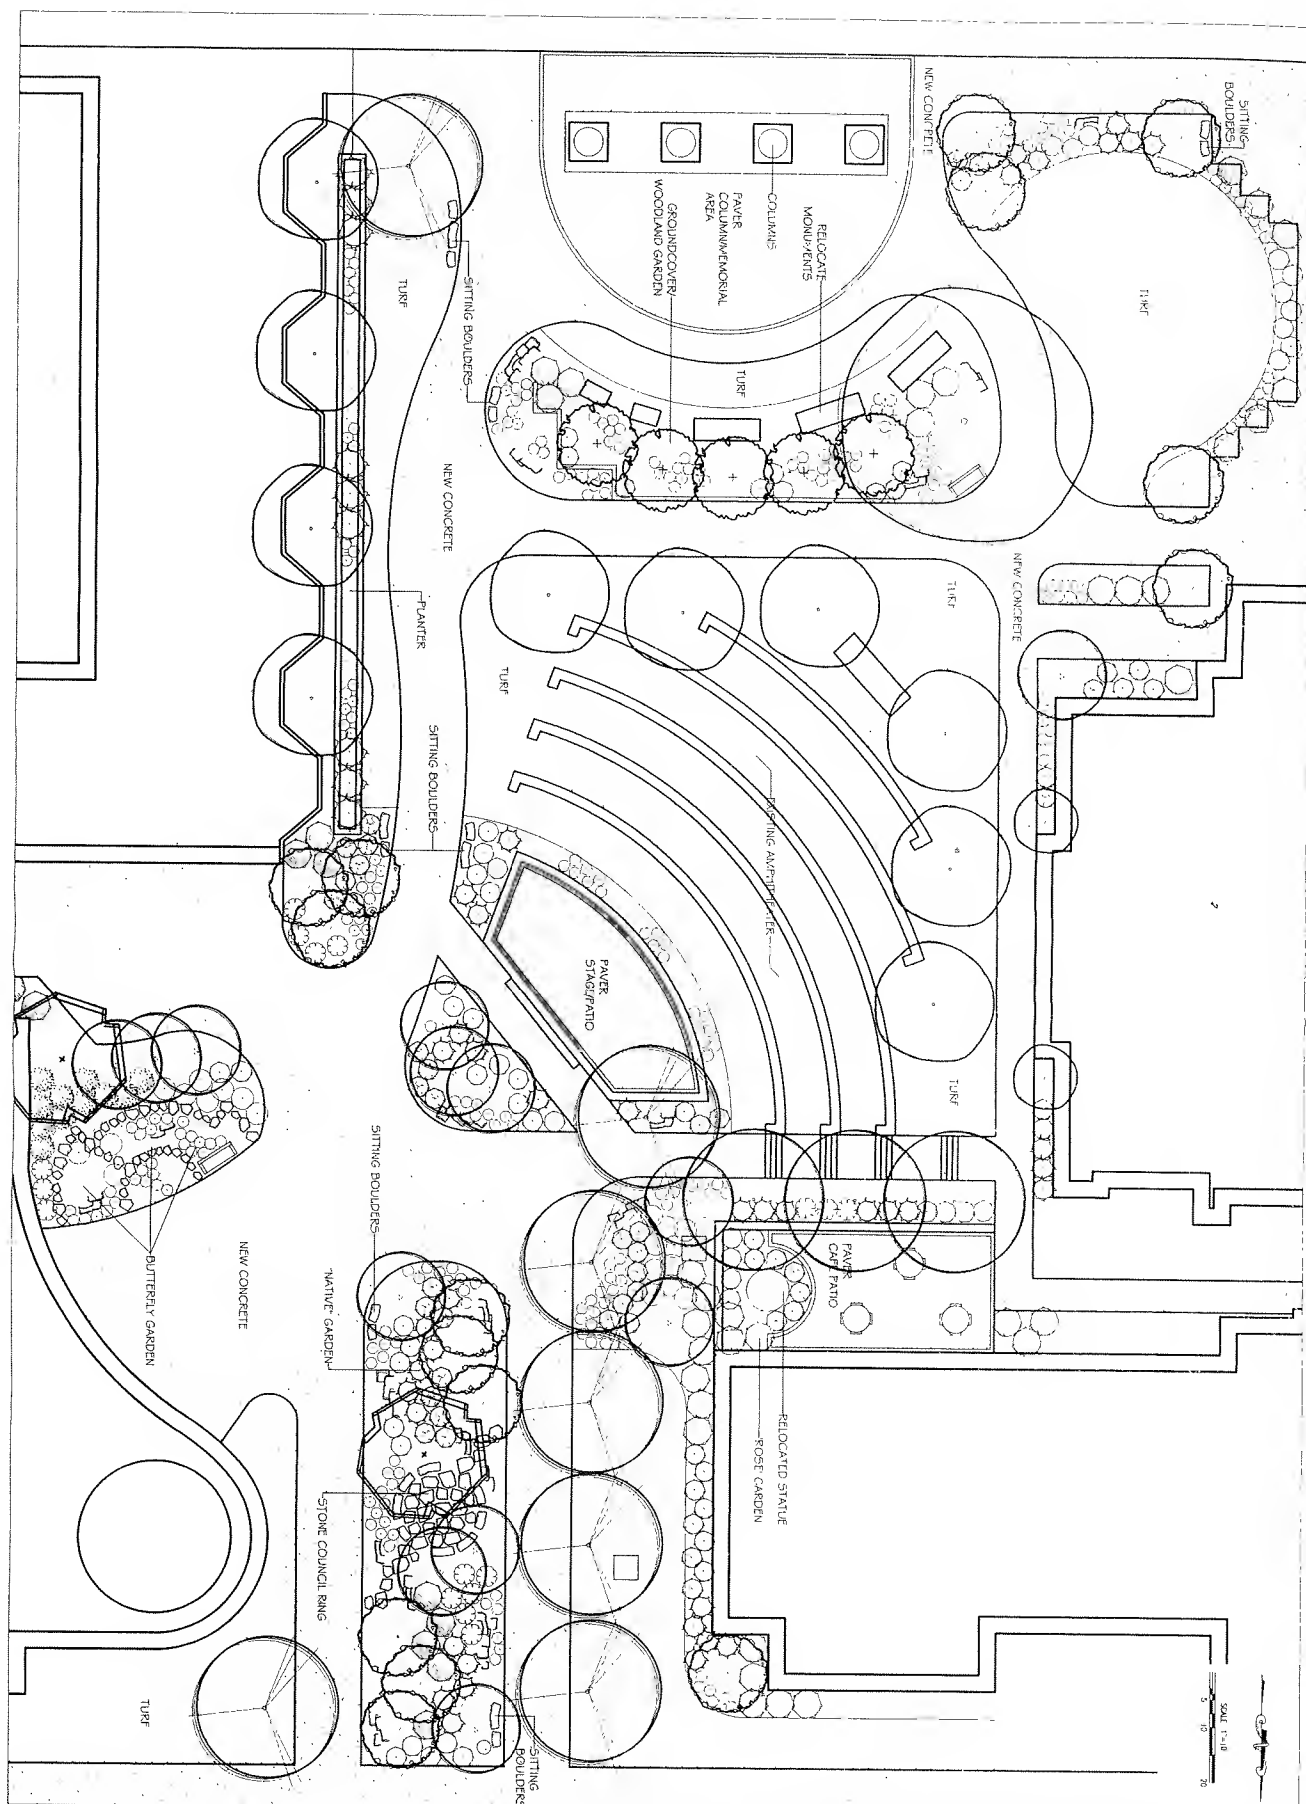 NEW CONCRETE
SITTING
BOULDERS
COLUMNS
RELOCATE
MONUMENTS
PAVER
COLUMN/MEMORIAL
AREA
GROUNDCOVER/
WOODLAND GARDEN
TURF
TURF
SITTING BOULDERS
TURF
NEW CONCRETE
PLANTER
TURF
NEW CONCRETE
TURF
SITTING BOULDERS
EXISTING AMPHITHEATER
PAVER
STAGE/PATIO
TURF
SITTING BOULDERS
BUTTERFLY GARDEN
NEW CONCRETE
'NATIVE' GARDEN
PAVER
CAFE PATIO
RELOCATED STATUE
'ROSE' GARDEN
STONE COUNCIL RING
TURF
SITTING
BOULDERS
SCALE 1"=10'
5
10
20